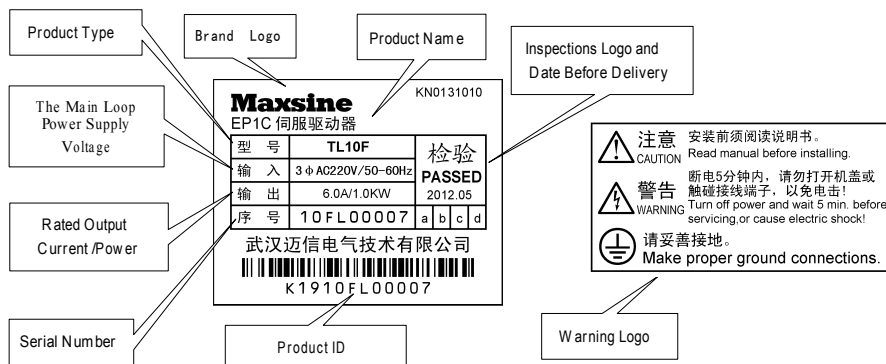 Product Type
Brand Logo
Product Name
Inspections Logo and
Date Before Delivery
The Main Loop
Power Supply
Voltage
Rated Output
Current /Power
Serial Number
Product ID
Warning Logo
KN0131010
Maxsine
EP1C 伺服驱动器
型 号 TL10F
输 入 3 ф AC220V/50-60Hz
输 出 6.0A/1.0KW
序 号 10FL00007
检验
PASSED
2012.05
a b c d
武汉迈信电气技术有限公司
K1910FL00007
注意 安装前须阅读说明书。
CAUTION Read manual before installing.
警告 断电5分钟内，请勿打开机盖或
触碰接线端子，以免电击！
WARNING Turn off power and wait 5 min. before
servicing,or cause electric shock!
请妥善接地。
Make proper ground connections.